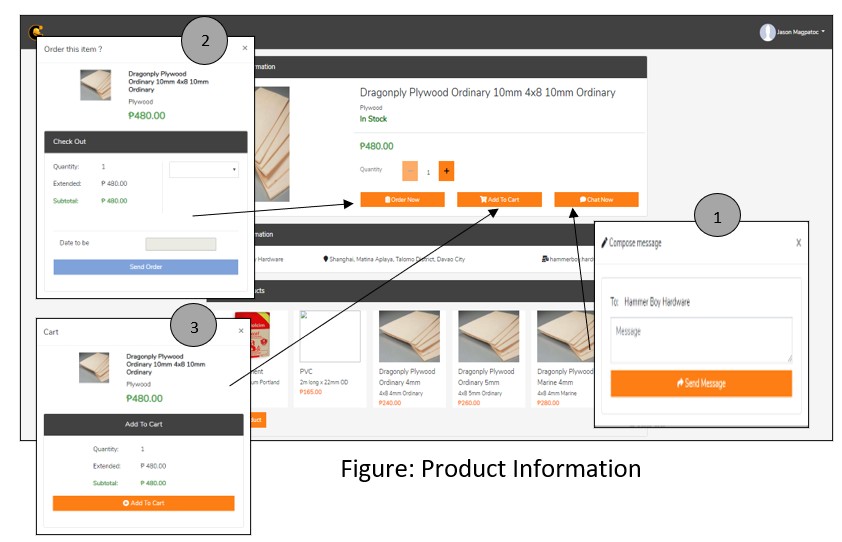 Jason Magpatoc
2
Order this item ?
×
Dragonply Plywood
Ordinary 10mm 4x8 10mm
Ordinary
Plywood
₱480.00
Check Out
Quantity: 1
Extended: ₱ 480.00
Subtotal: ₱ 480.00
Date to be
Send Order
Dragonply Plywood Ordinary 10mm 4x8 10mm Ordinary
Plywood
In Stock
₱480.00
Quantity - 1 +
Order Now
Add To Cart
Chat Now
1
Compose message
X
To: Hammer Boy Hardware
Message
Send Message
Hardware
Shanghai, Matina Aplaya, Talomo District, Davao City
3
Cart
×
Dragonply Plywood
Ordinary 10mm 4x8 10mm
Ordinary
Plywood
₱480.00
Add To Cart
Quantity: 1
Extended: ₱ 480.00
Subtotal: ₱ 480.00
Add To Cart
Portland
PVC
2m long x 22mm OD
₱165.00
Dragonply Plywood
Ordinary 4mm
4x8 4mm Ordinary
₱240.00
Dragonply Plywood
Ordinary 5mm
4x8 5mm Ordinary
₱260.00
Dragonply Plywood
Marine 4mm
4x8 4mm Marine
₱280.00
Figure: Product Information